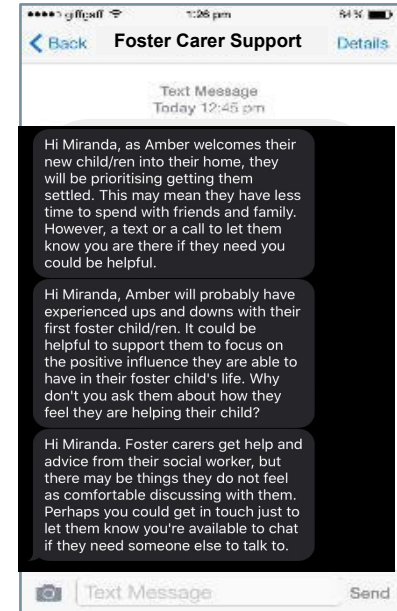 giffgaff 1:26 pm 64%
Back Foster Carer Support Details
Text Message
Today 12:45 pm
Hi Miranda, as Amber welcomes their
new child/ren into their home, they
will be prioritising getting them
settled. This may mean they have less
time to spend with friends and family.
However, a text or a call to let them
know you are there if they need you
could be helpful.
Hi Miranda, Amber will probably have
experienced ups and downs with their
first foster child/ren. It could be
helpful to support them to focus on
the positive influence they are able to
have in their foster child's life. Why
don't you ask them about how they
feel they are helping their child?
Hi Miranda. Foster carers get help and
advice from their social worker, but
there may be things they do not feel
as comfortable discussing with them.
Perhaps you could get in touch just to
let them know you're available to chat
if they need someone else to talk to.
Text Message Send